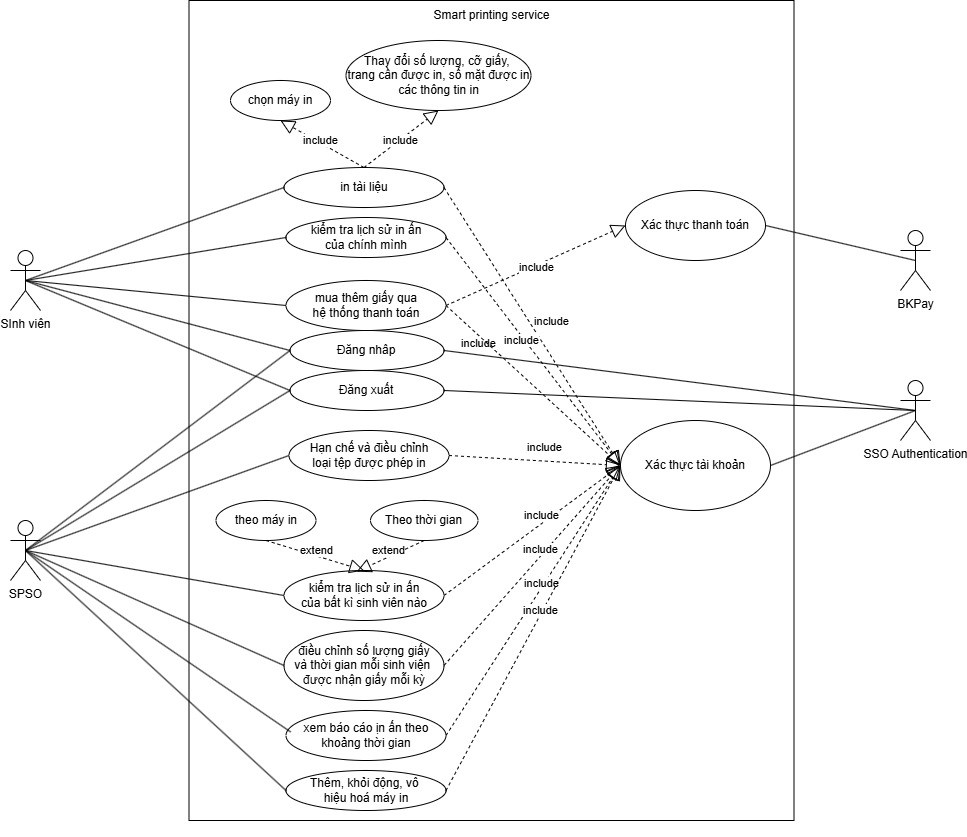 Smart printing service
Thay đổi số lượng, cỡ giấy,
trang cần được in, số mặt được in
các thông tin in
chọn máy in
include
include
in tài liệu
kiểm tra lịch sử in ấn
của chính mình
Xác thực thanh toán
include
SInh viên
BKPay
mua thêm giấy qua
hệ thống thanh toán
include
include
include
Đăng nhâp
Đăng xuất
Hạn chế và điều chỉnh
loại tệp được phép in
include
Xác thực tài khoản
SSO Authentication
theo máy in
Theo thời gian
include
extend
extend
include
SPSO
kiểm tra lịch sử in ấn
của bất kì sinh viên nào
include
include
điều chỉnh số lượng giấy
và thời gian mỗi sinh viện
được nhận giấy mỗi kỳ
xem báo cáo in ấn theo
khoảng thời gian
Thêm, khỏi động, vô
hiệu hoá máy in